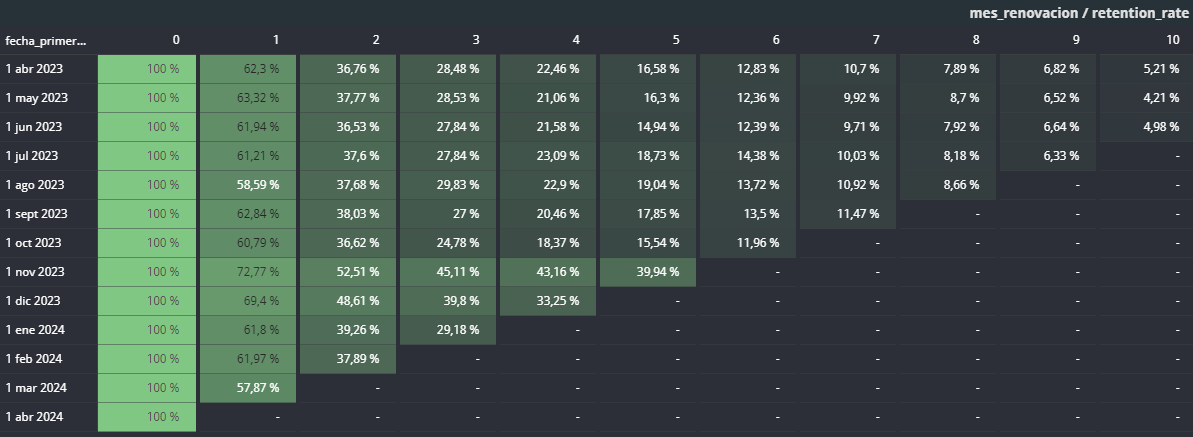 mes_renovacion / retention_rate
fecha_primer... 0 1 2 3 4 5 6 7 8 9 10
1 abr 2023 100 % 62,3 % 36,76 % 28,48 % 22,46 % 16,58 % 12,83 % 10,7 % 7,89 % 6,82 % 5,21 %
1 may 2023 100 % 63,32 % 37,77 % 28,53 % 21,06 % 16,3 % 12,36 % 9,92 % 8,7 % 6,52 % 4,21 %
1 jun 2023 100 % 61,94 % 36,53 % 27,84 % 21,58 % 14,94 % 12,39 % 9,71 % 7,92 % 6,64 % 4,98 %
1 jul 2023 100 % 61,21 % 37,6 % 27,84 % 23,09 % 18,73 % 14,38 % 10,03 % 8,18 % 6,33 % -
1 ago 2023 100 % 58,59 % 37,68 % 29,83 % 22,9 % 19,04 % 13,72 % 10,92 % 8,66 % - -
1 sept 2023 100 % 62,84 % 38,03 % 27 % 20,46 % 17,85 % 13,5 % 11,47 % - - -
1 oct 2023 100 % 60,79 % 36,62 % 24,78 % 18,37 % 15,54 % 11,96 % - - - -
1 nov 2023 100 % 72,77 % 52,51 % 45,11 % 43,16 % 39,94 % - - - - -
1 dic 2023 100 % 69,4 % 48,61 % 39,8 % 33,25 % - - - - - -
1 ene 2024 100 % 61,8 % 39,26 % 29,18 % - - - - - - -
1 feb 2024 100 % 61,97 % 37,89 % - - - - - - - -
1 mar 2024 100 % 57,87 % - - - - - - - - -
1 abr 2024 100 % - - - - - - - - - -